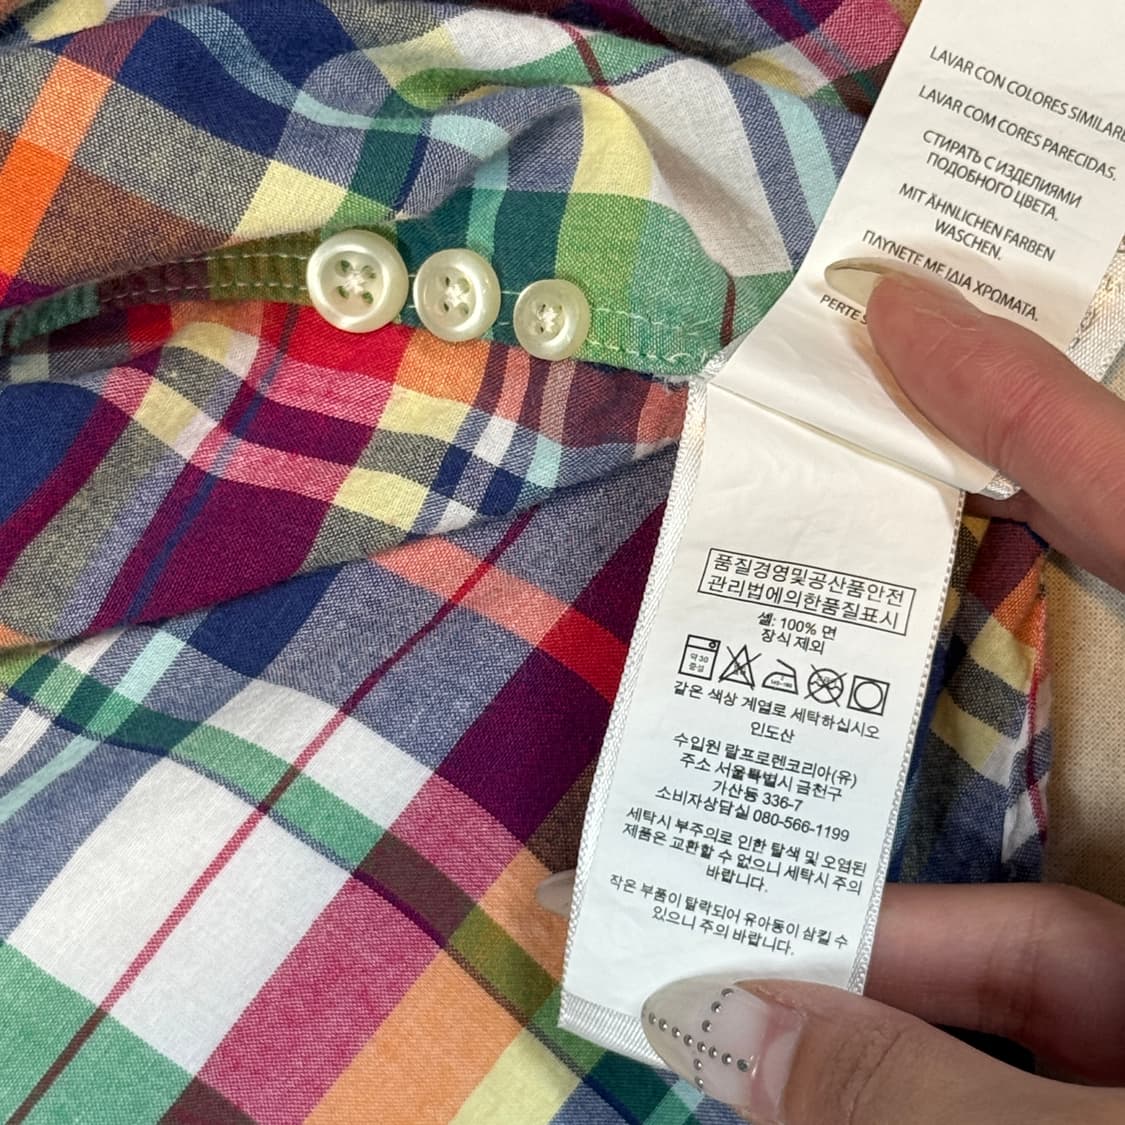 LAVAR CON COLORES SIMILARE
LAVAR COM CORES PARECIDAS.
СТИРАТЬ С ИЗДЕЛИЯМИ
ПОДОБНОГО ЦВЕТА.
MIT ÄHNLICHEN FARBEN
WASCHEN.
ΠΛΥΝΕΤΕ ΜΕ ΙΔΙΑ ΧΡΩΜΑΤΑ.
PERTE S
품질경영및공산품안전
관리법에의한품질표시
셀: 100% 면
장식 제외
약 30
중성
같은 색상 계열로 세탁하십시오
인도산
수입원 랄프로렌코리아(유)
주소 서울특별시 금천구
가산동 336-7
소비자상담실 080-566-1199
세탁시 부주의로 인한 탈색 및 오염된
제품은 교환할 수 없으니 세탁시 주의
바랍니다.
작은 부품이 탈락되어 유아동이 삼킬 수
있으니 주의 바랍니다.